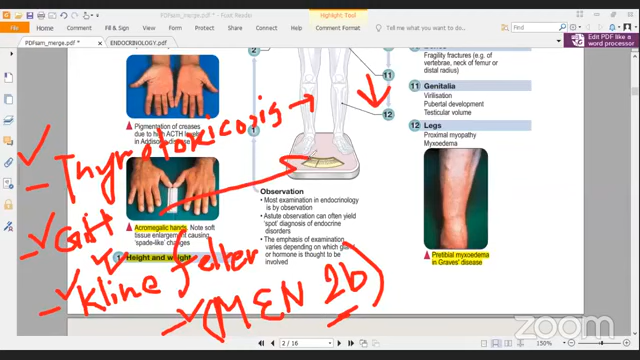 Highlight Tool
PDFsam_merge.pdf * - Foxit Reader
File
Home
Comment
View
Form
Protect
Share
Help
Comment Format
Tell me what you want to do...
Find
PDFsam_merge.pdf *
ENDOCRINOLOGY.pdf
Edit PDF like a
word processor
Fragility fractures (e.g. of
vertebrae, neck of femur
or distal radius)
2
11
11 Genitalia
Virilisation
Pubertal development
Testicular volume
12
12 Legs
Proximal myopathy
Myxoedema
Pigmentation of creases
due to high ACTH levels
in Addison's disease
1
- Thyrotoxicosis →
Observation
• Most examination in endocrinology is
by observation
• Astute observation can often yield
'spot' diagnosis of endocrine
disorders
• The emphasis of examination
varies depending on which gland
or hormone is thought to be
involved
Acromegalic hands. Note soft
tissue enlargement causing
'spade-like' changes
- GH
1 Height and weight
- Kline felter
- (MEN 2b)
Pretibial myxoedema
in Graves' disease
2 / 16
150%
zoom